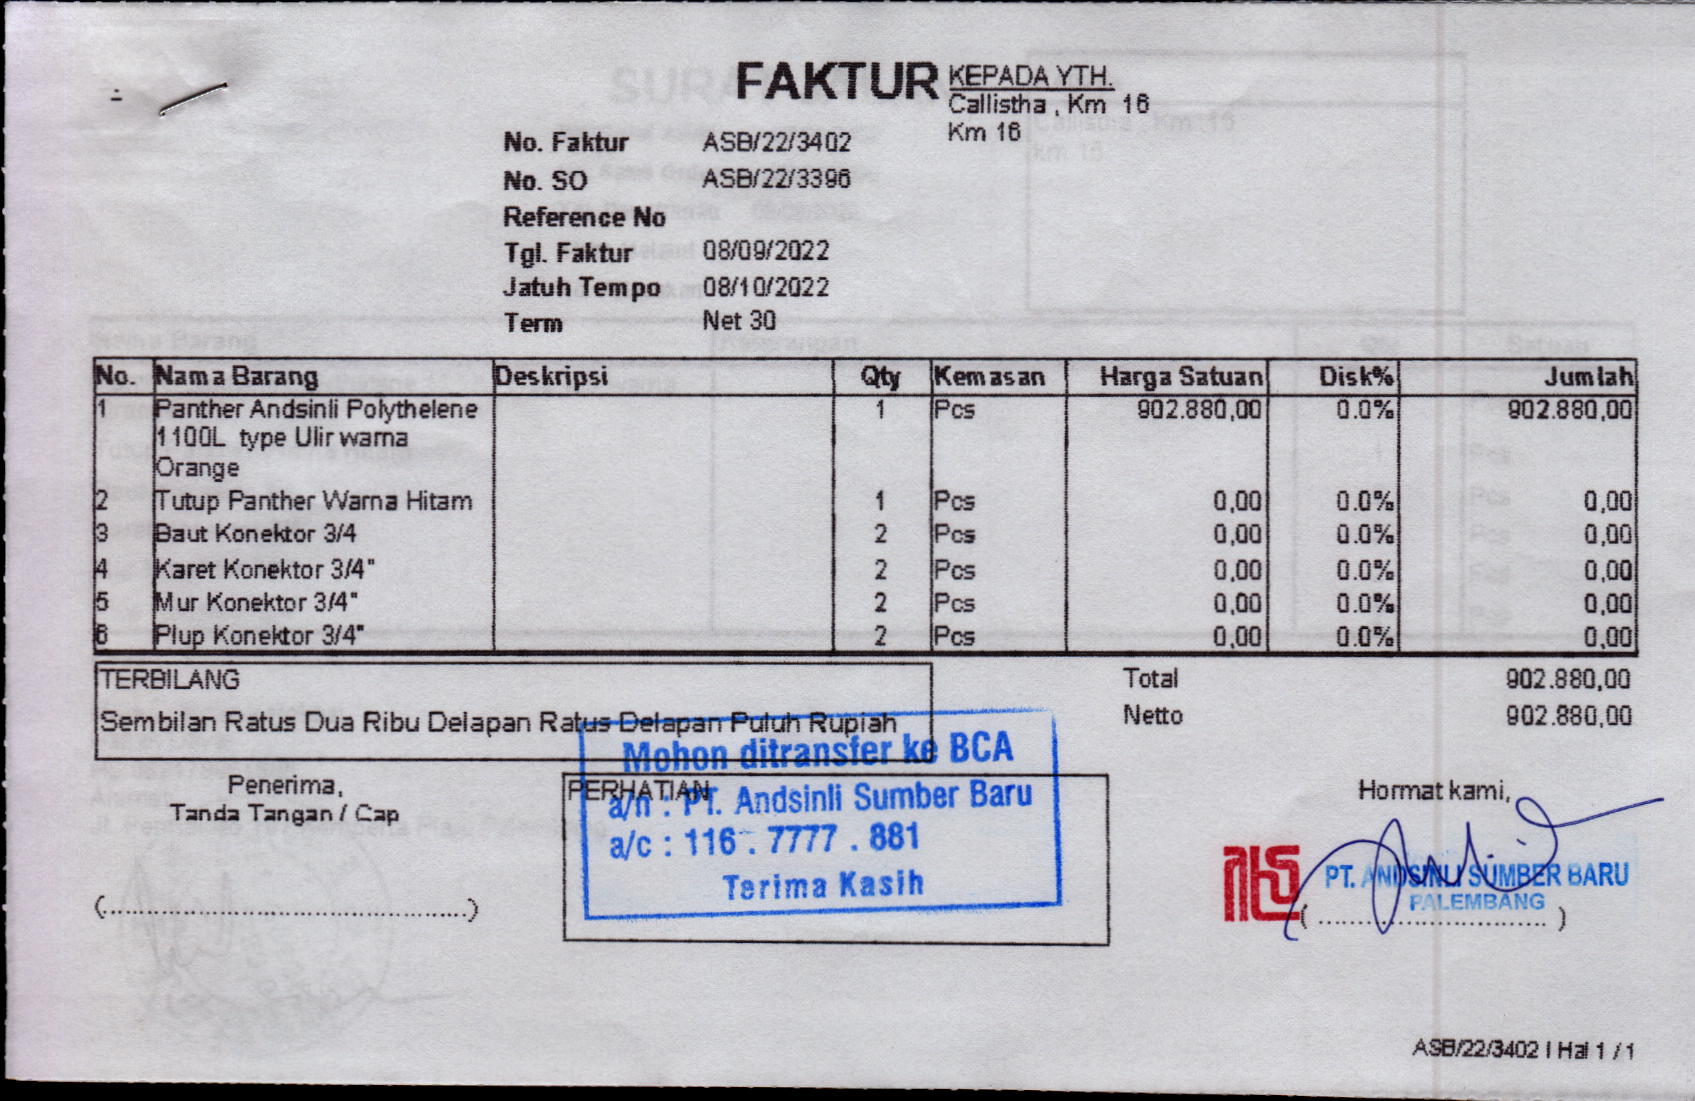 FAKTUR
KEPADA YTH.
Callistha , Km 16
Km 16
No. Faktur ASB/22/3402
No. SO ASB/22/3396
Reference No
Tgl. Faktur 08/09/2022
Jatuh Tempo 08/10/2022
Term Net 30
No. Nama Barang Deskripsi Qty Kemasan Harga Satuan Disk% Jumlah
1 Panther Andsinli Polythelene 1 Pcs 902.880,00 0.0% 902.880,00
1100L type Ulir warna
Orange
2 Tutup Panther Warna Hitam 1 Pcs 0,00 0.0% 0,00
3 Baut Konektor 3/4 2 Pcs 0,00 0.0% 0,00
4 Karet Konektor 3/4" 2 Pcs 0,00 0.0% 0,00
5 Mur Konektor 3/4" 2 Pcs 0,00 0.0% 0,00
6 Plup Konektor 3/4" 2 Pcs 0,00 0.0% 0,00
TERBILANG
Sembilan Ratus Dua Ribu Delapan Ratus Delapan Puluh Rupiah
Total 902.880,00
Netto 902.880,00
Penerima,
Tanda Tangan / Cap
(..........................................)
PERHATIAN
Mohon ditransfer ke BCA
a/n : PT. Andsinli Sumber Baru
a/c : 116 . 7777 . 881
Terima Kasih
Hormat kami,
PT. ANDSINLI SUMBER BARU
PALEMBANG
( ............................... )
ASB/22/3402 | Hal 1 / 1